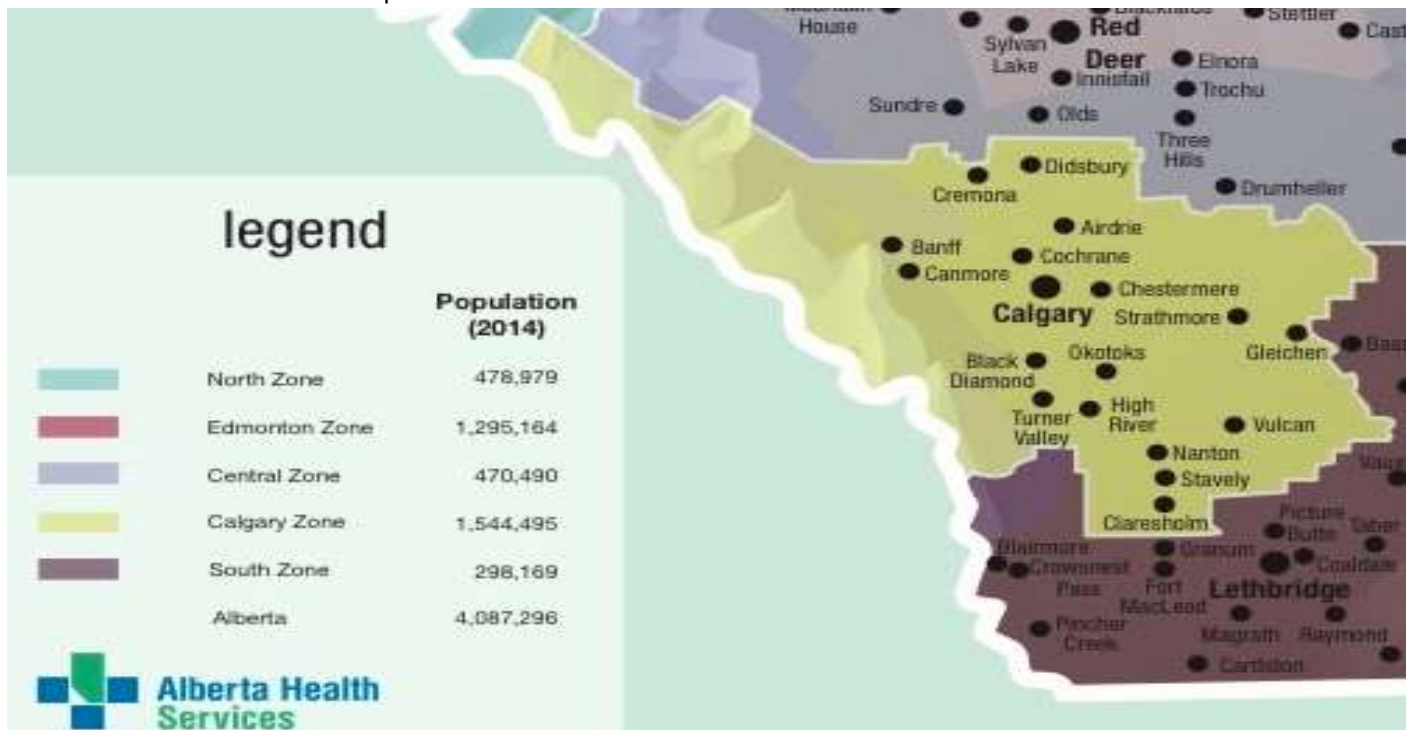 House
Sylvan
Lake
Red
Deer
Innisfail
Stettler
Elnora
Trochu
Sundre
Olds
Three
Hills
Didsbury
Cremona
Drumheller
Airdrie
Banff
Cochrane
Canmore
Chestermere
Calgary
Strathmore
Gleichen
Black
Diamond
Okotoks
Turner
Valley
High
River
Vulcan
Nanton
Stavely
Claresholm
Picture
Butte
Taber
Blairmore
Crowsnest
Pass
Granum
Fort
MacLeod
Coaldale
Lethbridge
Pincher
Creek
Magrath
Raymond
Cardston
legend
Population
(2014)
North Zone 478,979
Edmonton Zone 1,295,164
Central Zone 470,490
Calgary Zone 1,544,495
South Zone 298,169
Alberta 4,087,296
Alberta Health
Services